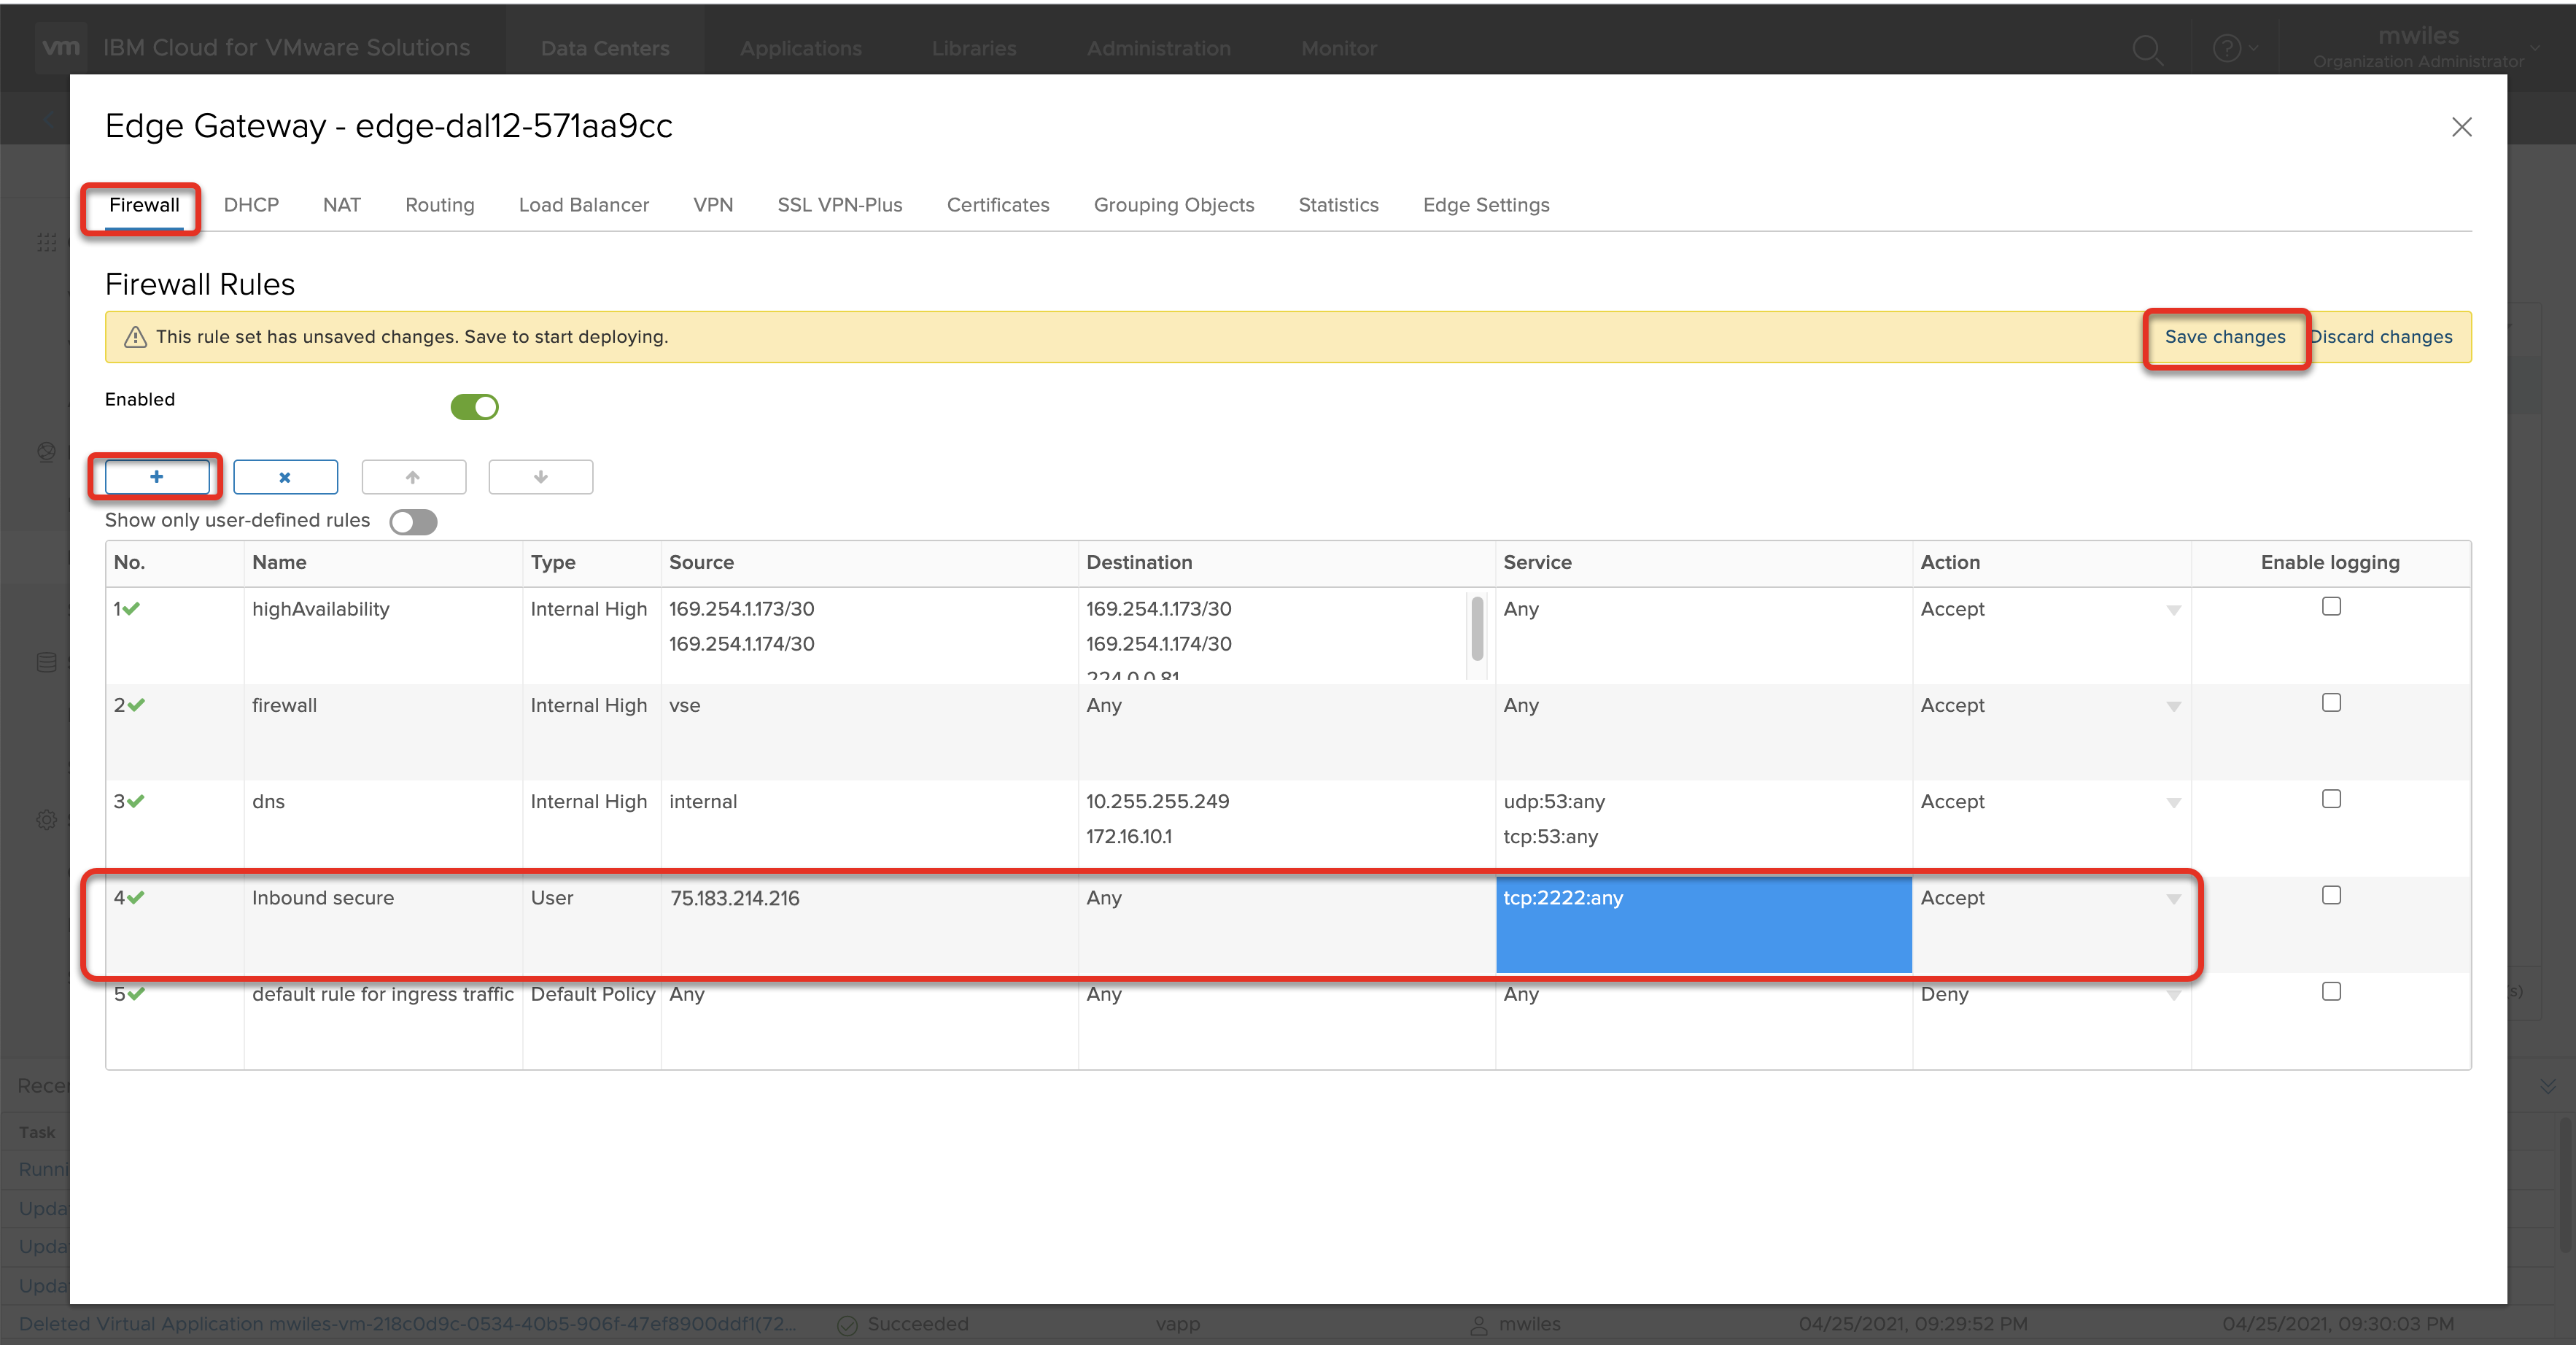 vm IBM Cloud for VMware Solutions Data Centers Applications Libraries Administration Monitor mwiles
Organization Administrator
Edge Gateway - edge-dal12-571aa9cc
Firewall DHCP NAT Routing Load Balancer VPN SSL VPN-Plus Certificates Grouping Objects Statistics Edge Settings
Firewall Rules
This rule set has unsaved changes. Save to start deploying. Save changes Discard changes
Enabled
Show only user-defined rules
No. Name Type Source Destination Service Action Enable logging
1 highAvailability Internal High 169.254.1.173/30 169.254.1.173/30 Any Accept
169.254.1.174/30 169.254.1.174/30
224.0.0.81
2 firewall Internal High vse Any Any Accept
3 dns Internal High internal 10.255.255.249 udp:53:any Accept
172.16.10.1 tcp:53:any
4 Inbound secure User 75.183.214.216 Any tcp:2222:any Accept
5 default rule for ingress traffic Default Policy Any Any Any Deny
Task
Deleted Virtual Application mwiles-vm-218c0d9c-0534-40b5-906f-47ef8900ddf1(72... Succeeded vapp mwiles 04/25/2021, 09:29:52 PM 04/25/2021, 09:30:03 PM